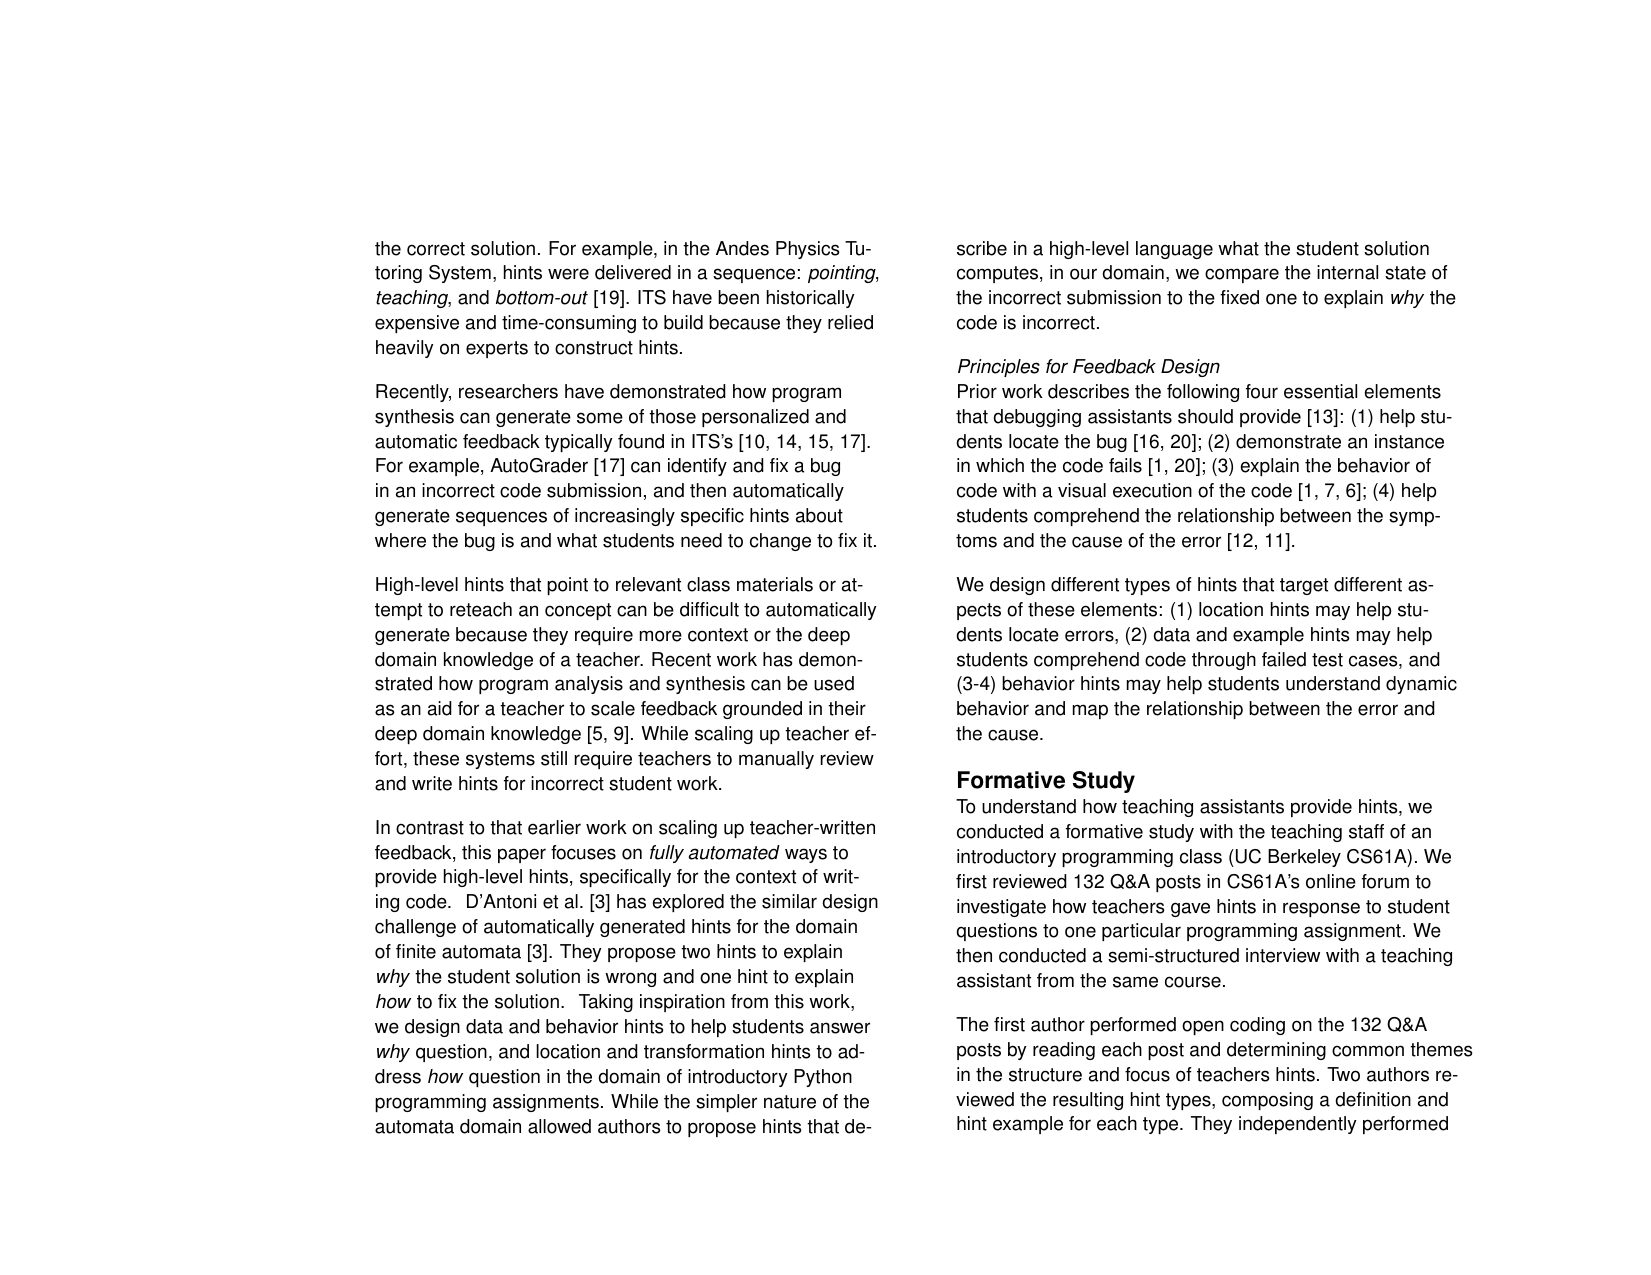 the correct solution. For example, in the Andes Physics Tu-
toring System, hints were delivered in a sequence: pointing,
teaching, and bottom-out [19]. ITS have been historically
expensive and time-consuming to build because they relied
heavily on experts to construct hints.
Recently, researchers have demonstrated how program
synthesis can generate some of those personalized and
automatic feedback typically found in ITS's [10, 14, 15, 17].
For example, AutoGrader [17] can identify and fix a bug
in an incorrect code submission, and then automatically
generate sequences of increasingly specific hints about
where the bug is and what students need to change to fix it.
High-level hints that point to relevant class materials or at-
tempt to reteach an concept can be difficult to automatically
generate because they require more context or the deep
domain knowledge of a teacher. Recent work has demon-
strated how program analysis and synthesis can be used
as an aid for a teacher to scale feedback grounded in their
deep domain knowledge [5, 9]. While scaling up teacher ef-
fort, these systems still require teachers to manually review
and write hints for incorrect student work.
In contrast to that earlier work on scaling up teacher-written
feedback, this paper focuses on fully automated ways to
provide high-level hints, specifically for the context of writ-
ing code. D'Antoni et al. [3] has explored the similar design
challenge of automatically generated hints for the domain
of finite automata [3]. They propose two hints to explain
why the student solution is wrong and one hint to explain
how to fix the solution. Taking inspiration from this work,
we design data and behavior hints to help students answer
why question, and location and transformation hints to ad-
dress how question in the domain of introductory Python
programming assignments. While the simpler nature of the
automata domain allowed authors to propose hints that de-
scribe in a high-level language what the student solution
computes, in our domain, we compare the internal state of
the incorrect submission to the fixed one to explain why the
code is incorrect.
Principles for Feedback Design
Prior work describes the following four essential elements
that debugging assistants should provide [13]: (1) help stu-
dents locate the bug [16, 20]; (2) demonstrate an instance
in which the code fails [1, 20]; (3) explain the behavior of
code with a visual execution of the code [1, 7, 6]; (4) help
students comprehend the relationship between the symp-
toms and the cause of the error [12, 11].
We design different types of hints that target different as-
pects of these elements: (1) location hints may help stu-
dents locate errors, (2) data and example hints may help
students comprehend code through failed test cases, and
(3-4) behavior hints may help students understand dynamic
behavior and map the relationship between the error and
the cause.
Formative Study
To understand how teaching assistants provide hints, we
conducted a formative study with the teaching staff of an
introductory programming class (UC Berkeley CS61A). We
first reviewed 132 Q&A posts in CS61A's online forum to
investigate how teachers gave hints in response to student
questions to one particular programming assignment. We
then conducted a semi-structured interview with a teaching
assistant from the same course.
The first author performed open coding on the 132 Q&A
posts by reading each post and determining common themes
in the structure and focus of teachers hints. Two authors re-
viewed the resulting hint types, composing a definition and
hint example for each type. They independently performed